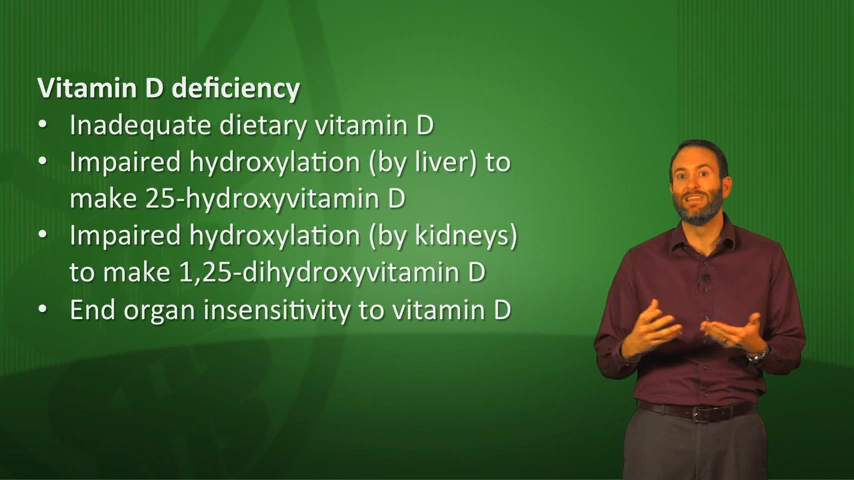 Vitamin D deficiency
• Inadequate dietary vitamin D
• Impaired hydroxylation (by liver) to
make 25-hydroxyvitamin D
• Impaired hydroxylation (by kidneys)
to make 1,25-dihydroxyvitamin D
• End organ insensitivity to vitamin D